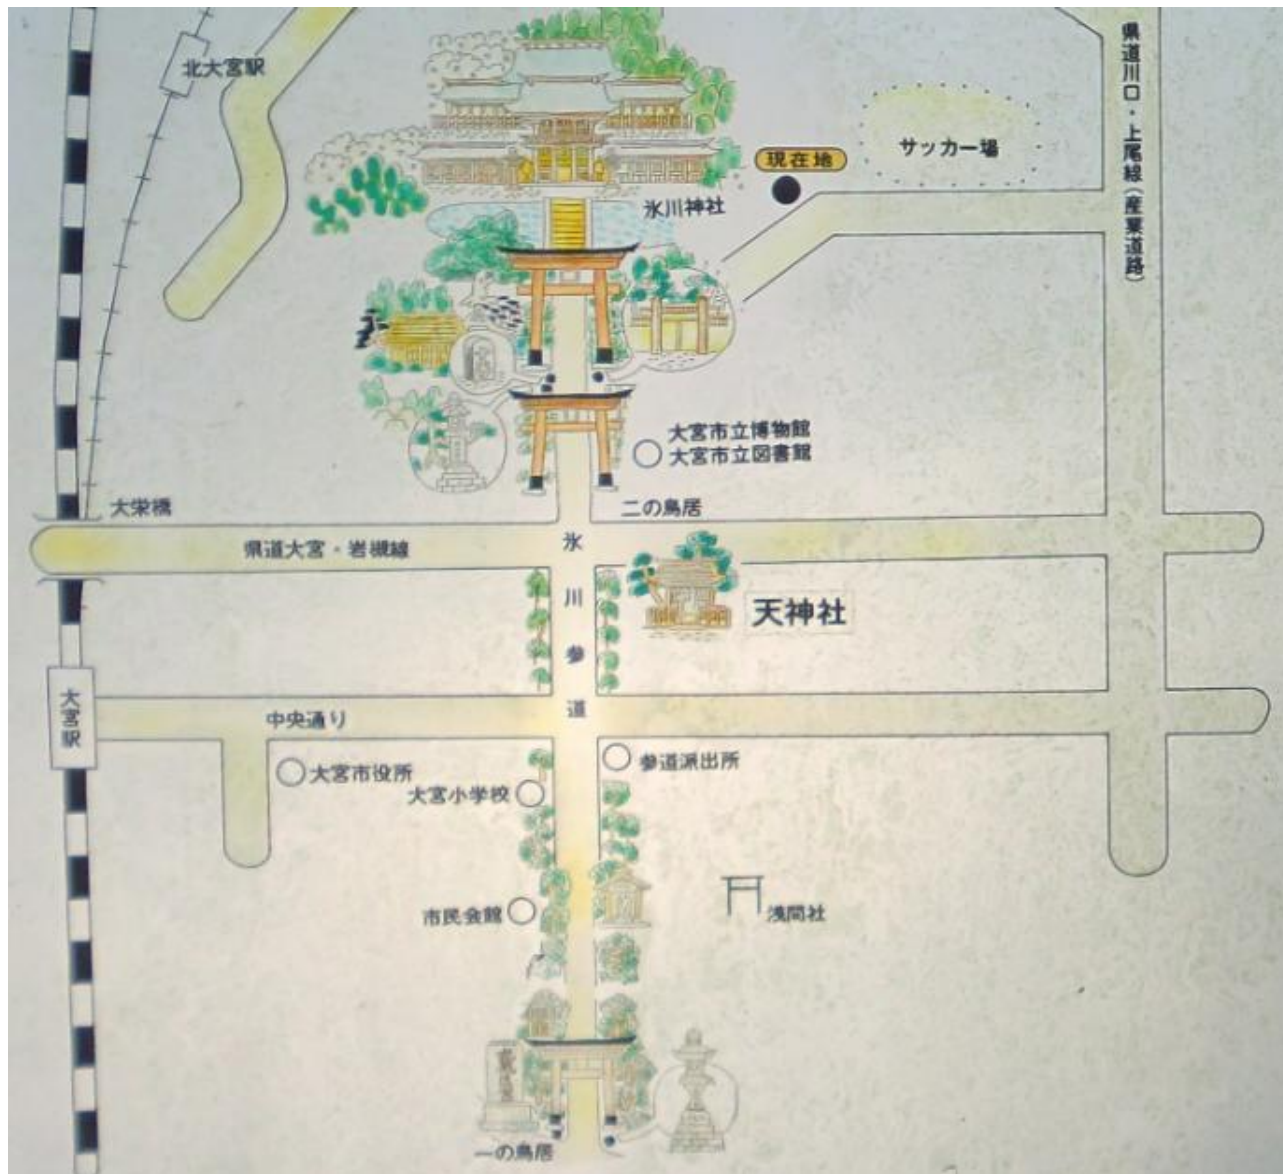 北大宮駅
県道川口・上尾線(産業道路)
サッカー場
現在地
氷川神社
大宮市立博物館
大宮市立図書館
大栄橋
二の鳥居
県道大宮・岩槻線
氷川参道
天神社
大宮駅
中央通り
大宮市役所
参道派出所
大宮小学校
市民会館
浅間社
一の鳥居